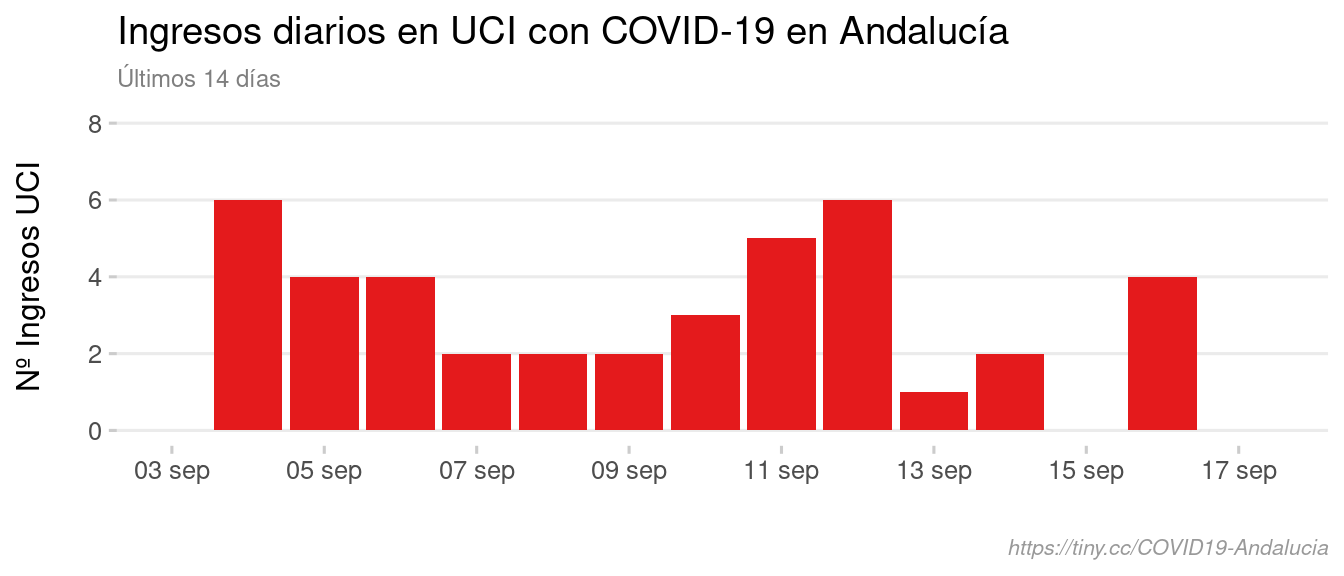 Ingresos diarios en UCI con COVID-19 en Andalucía
Últimos 14 días
Nº Ingresos UCI
8
6
4
2
0
03 sep 05 sep 07 sep 09 sep 11 sep 13 sep 15 sep 17 sep
https://tiny.cc/COVID19-Andalucia